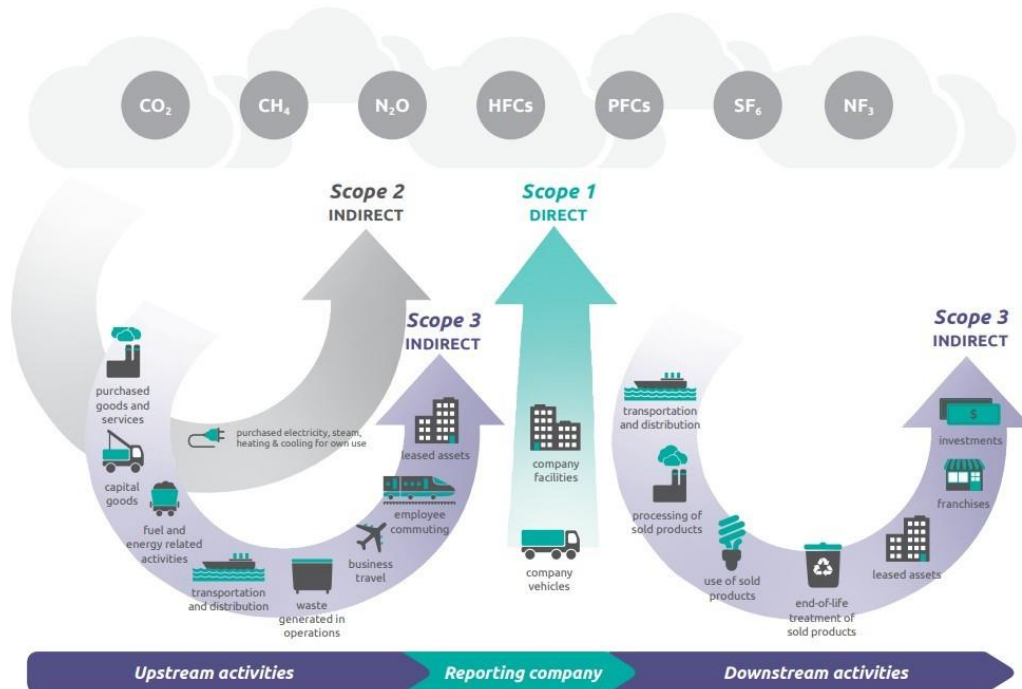 CO₂
CH₄
N₂O
HFCs
PFCs
SF₆
NF₃
Scope 2
INDIRECT
Scope 1
DIRECT
Scope 3
INDIRECT
Scope 3
INDIRECT
purchased
goods and
services
capital
goods
fuel and
energy related
activities
purchased electricity, steam,
heating & cooling for own use
transportation
and distribution
waste
generated in
operations
business
travel
employee
commuting
leased assets
company
facilities
company
vehicles
transportation
and distribution
processing of
sold products
use of sold
products
end-of-life
treatment of
sold products
leased assets
franchises
$
investments
Upstream activities
Reporting company
Downstream activities